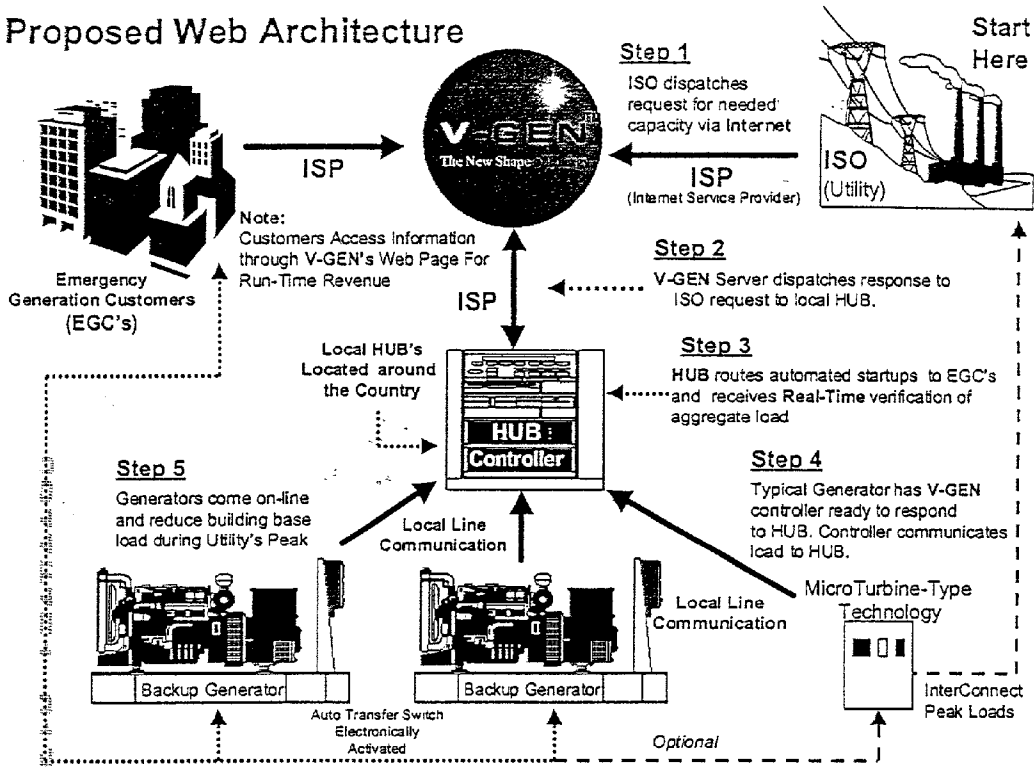 Proposed Web Architecture
Start
Here
Step 1
ISO dispatches
request for needed
capacity via Internet
V-GEN
The New Shape
ISP
ISP
(Internet Service Provider)
ISO
(Utility)
Note:
Customers Access Information
through V-GEN's Web Page For
Run-Time Revenue
Emergency
Generation Customers
(EGC's)
ISP
Step 2
V-GEN Server dispatches response to
ISO request to local HUB.
Local HUB's
Located around
the Country
Step 3
HUB routes automated startups to EGC's
and receives Real-Time verification of
aggregate load
HUB
Controller
Step 5
Generators come on-line
and reduce building base
load during Utility's Peak
Local Line
Communication
Step 4
Typical Generator has V-GEN
controller ready to respond
to HUB. Controller communicates
load to HUB.
MicroTurbine-Type
Technology
Local Line
Communication
Backup Generator
Backup Generator
InterConnect
Peak Loads
Auto Transfer Switch
Electronically
Activated
Optional